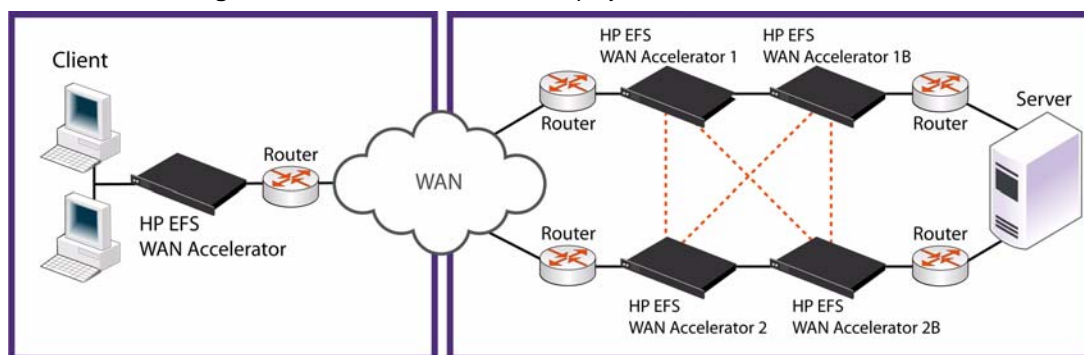 Client
HP EFS
WAN Accelerator
Router
WAN
Router
HP EFS
WAN Accelerator 1
HP EFS
WAN Accelerator 1B
Router
Server
Router
HP EFS
WAN Accelerator 2
HP EFS
WAN Accelerator 2B
Router